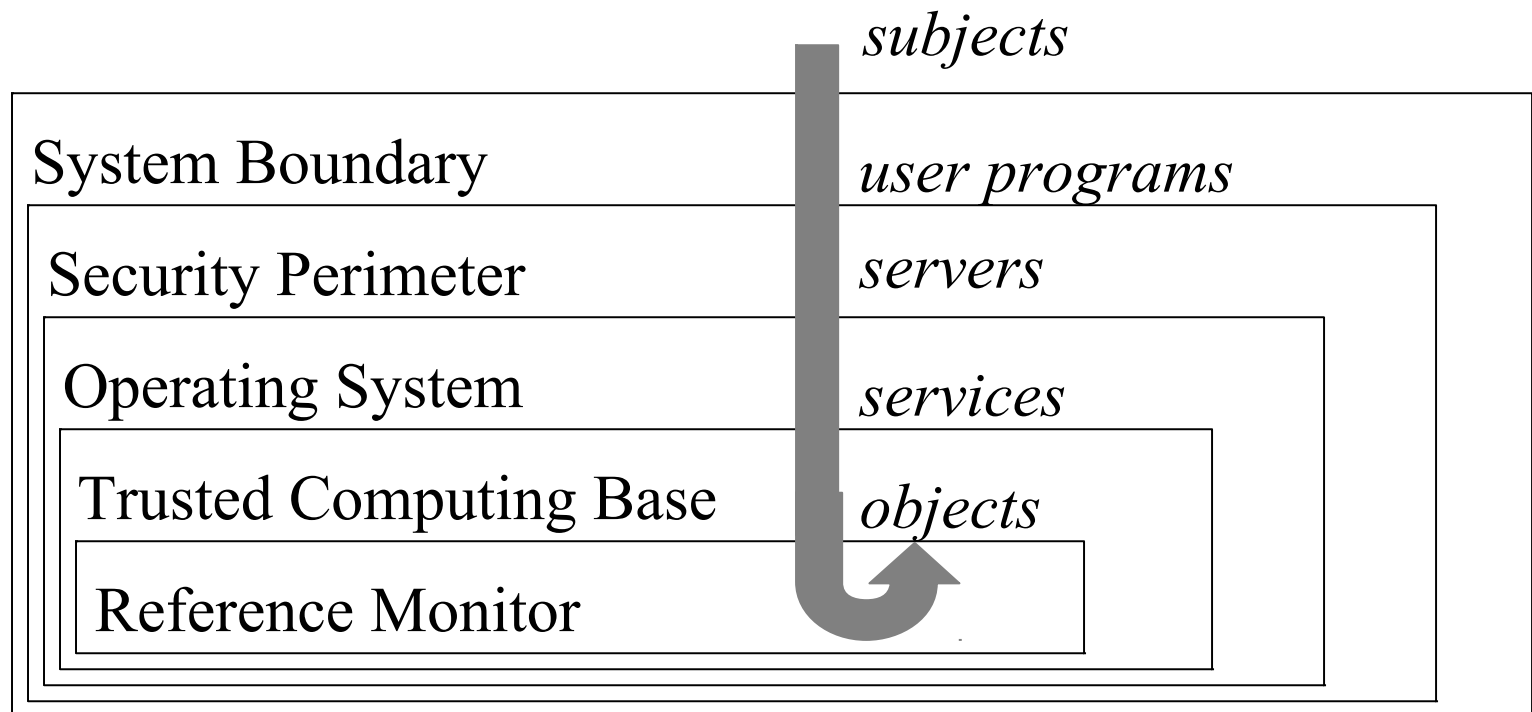 subjects
System Boundary user programs
Security Perimeter servers
Operating System services
Trusted Computing Base objects
Reference Monitor